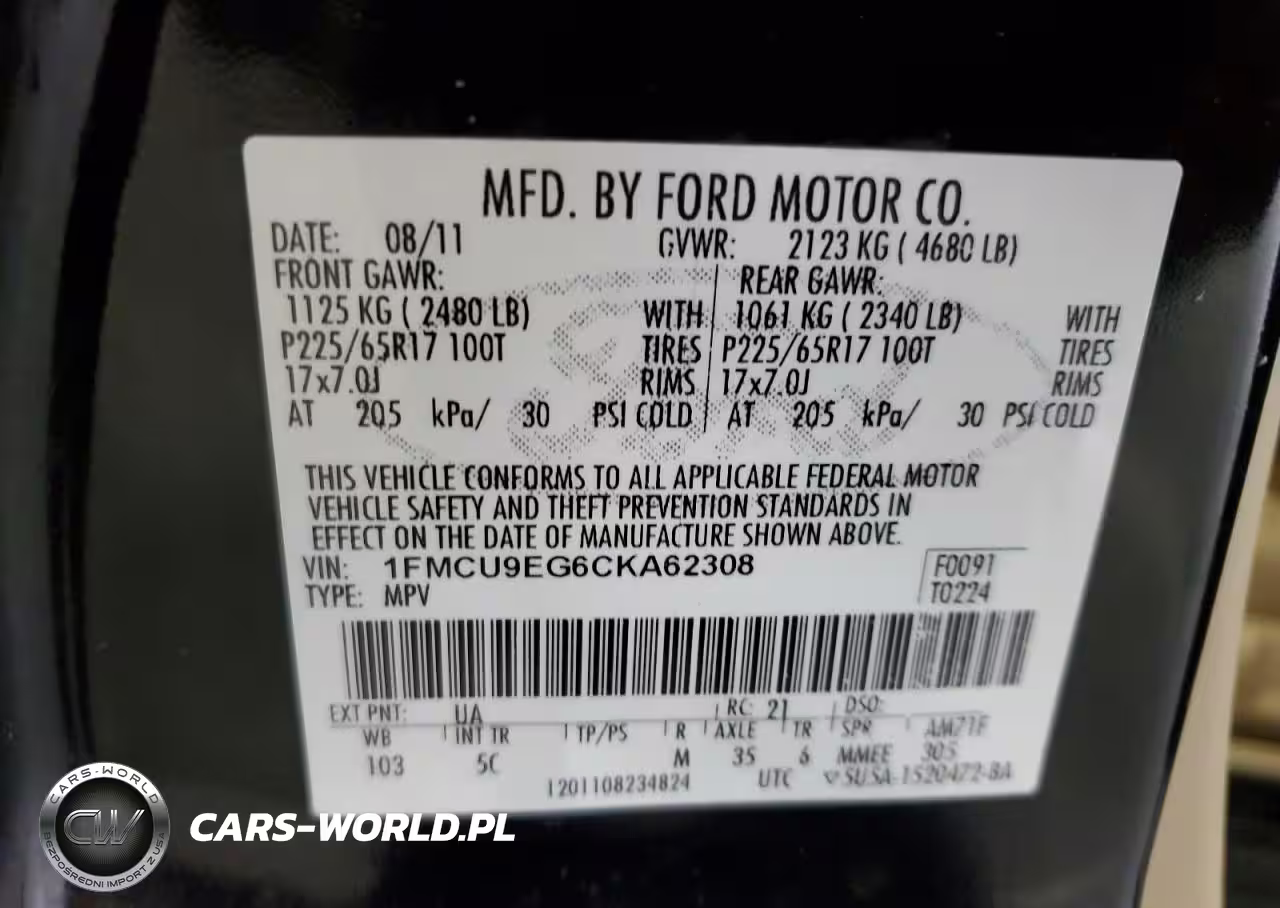 MFD. BY FORD MOTOR CO.
DATE: 08/11 GVWR: 2123 KG ( 4680 LB)
FRONT GAWR: REAR GAWR:
1125 KG ( 2480 LB) WITH 1061 KG ( 2340 LB) WITH
P225/65R17 100T TIRES P225/65R17 100T TIRES
17x7.0J RIMS 17x7.0J RIMS
AT 205 kPa/ 30 PSI COLD AT 205 kPa/ 30 PSI COLD
THIS VEHICLE CONFORMS TO ALL APPLICABLE FEDERAL MOTOR
VEHICLE SAFETY AND THEFT PREVENTION STANDARDS IN
EFFECT ON THE DATE OF MANUFACTURE SHOWN ABOVE.
VIN: 1FMCU9EG6CKA62308 F0091
TYPE: MPV T0224
EXT PNT: UA RC: 21 DSO:
WB INT TR TP/PS R AXLE TR SPR
103 5C M 35 6 MMEE 305
1201108234824 UTC SUSA-1520472-BA
CARS-WORLD
CW
BEZPOŚREDNI IMPORT Z USA
CARS-WORLD.PL